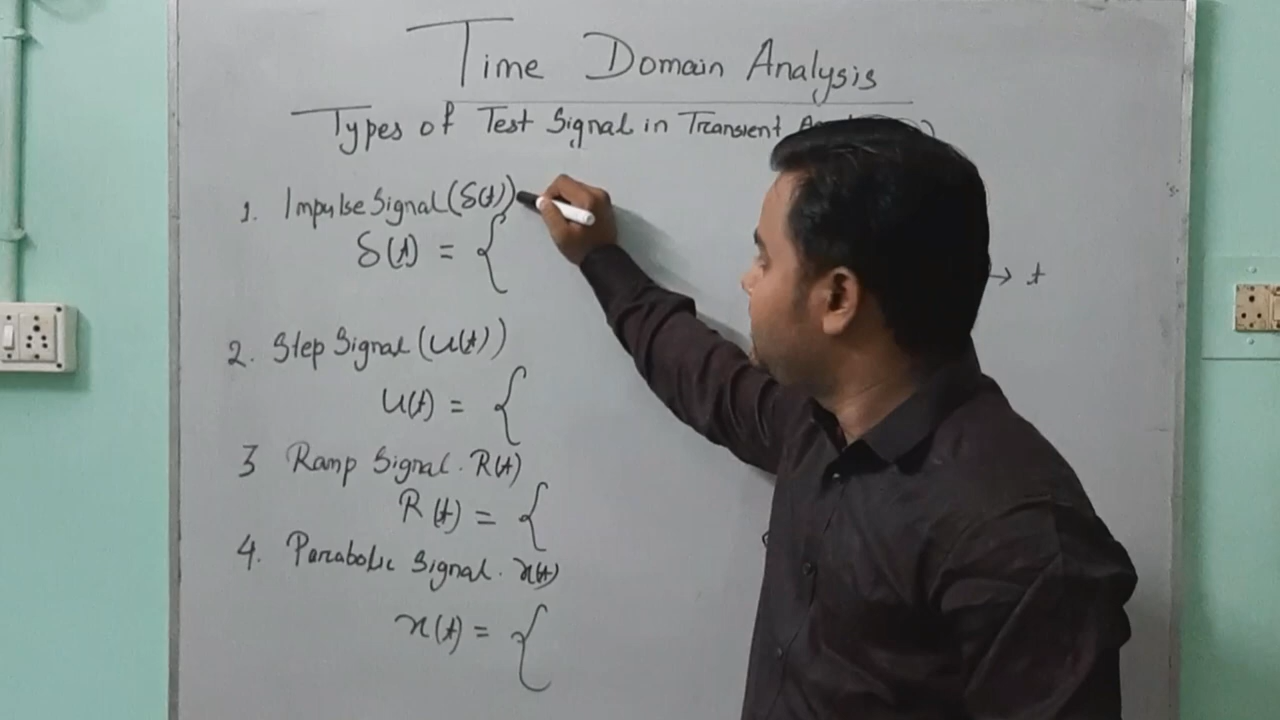 Time Domain Analysis
Types of Test Signal in Transient
1. Impulse Signal (δ(t))
δ(t) = {
→ t
2. Step Signal (u(t))
u(t) = {
3 Ramp Signal. R(t)
R(t) = {
4. Parabolic Signal. x(t)
x(t) = {